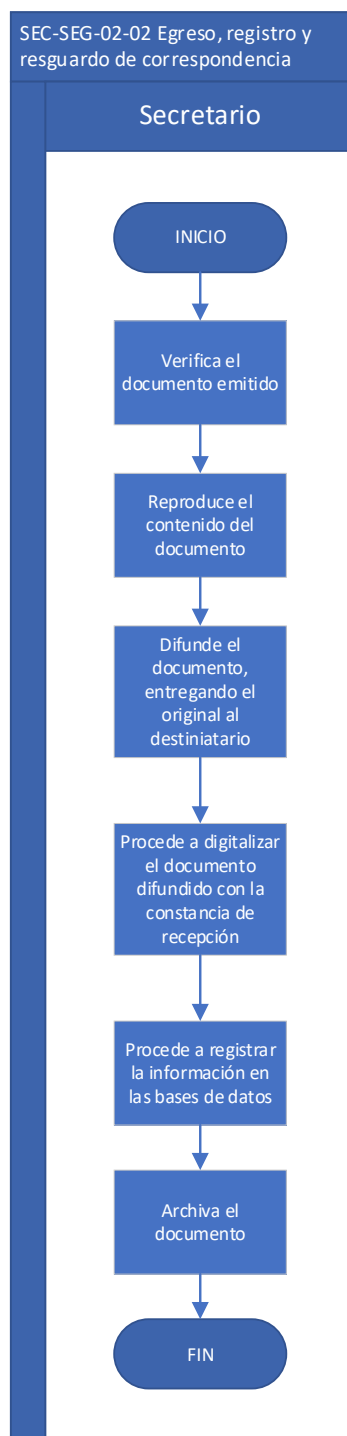 SEC-SEG-02-02 Egreso, registro y
resguardo de correspondencia
Secretario
INICIO
Verifica el
documento emitido
Reproduce el
contenido del
documento
Difunde el
documento,
entregando el
original al
destiniatario
Procede a digitalizar
el documento
difundido con la
constancia de
recepción
Procede a registrar
la información en
las bases de datos
Archiva el
documento
FIN